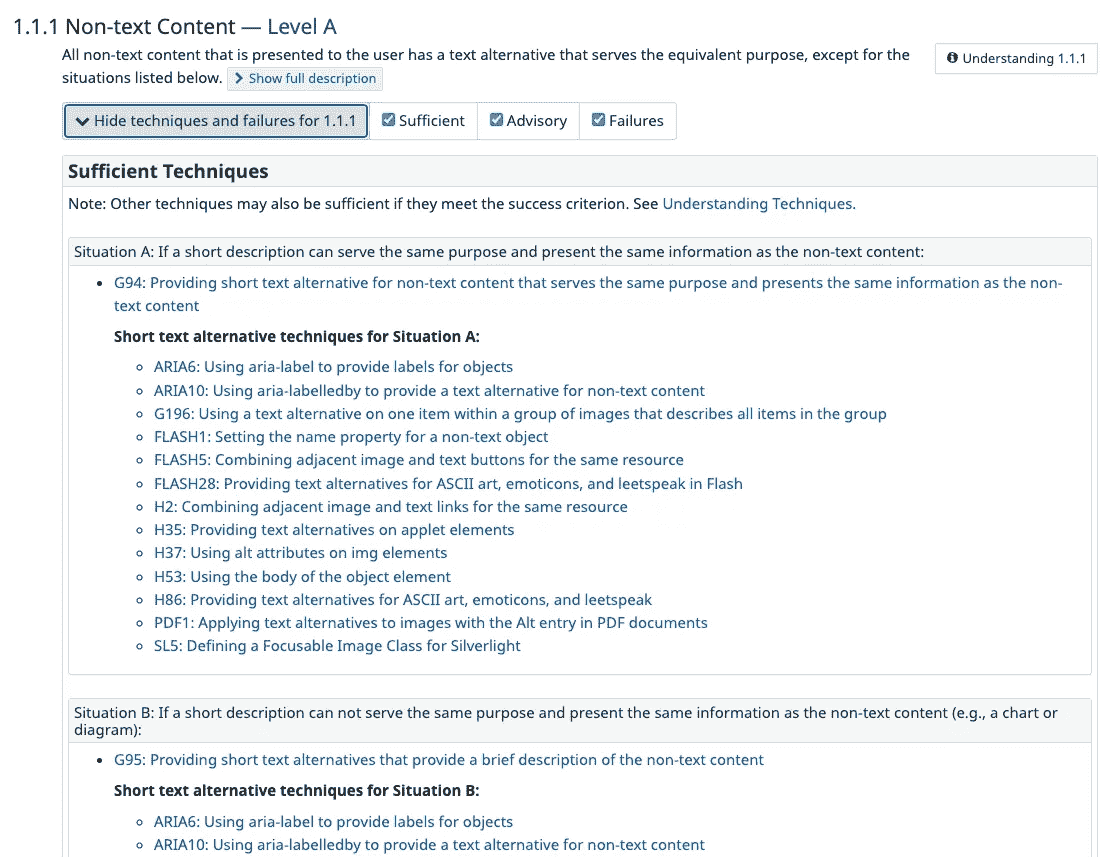 1.1.1 Non-text Content — Level A
All non-text content that is presented to the user has a text alternative that serves the equivalent purpose, except for the
situations listed below. Show full description
Understanding 1.1.1
Hide techniques and failures for 1.1.1 Sufficient Advisory Failures
Sufficient Techniques
Note: Other techniques may also be sufficient if they meet the success criterion. See Understanding Techniques.
Situation A: If a short description can serve the same purpose and present the same information as the non-text content:
G94: Providing short text alternative for non-text content that serves the same purpose and presents the same information as the non-
text content
Short text alternative techniques for Situation A:
ARIA6: Using aria-label to provide labels for objects
ARIA10: Using aria-labelledby to provide a text alternative for non-text content
G196: Using a text alternative on one item within a group of images that describes all items in the group
FLASH1: Setting the name property for a non-text object
FLASH5: Combining adjacent image and text buttons for the same resource
FLASH28: Providing text alternatives for ASCII art, emoticons, and leetspeak in Flash
H2: Combining adjacent image and text links for the same resource
H35: Providing text alternatives on applet elements
H37: Using alt attributes on img elements
H53: Using the body of the object element
H86: Providing text alternatives for ASCII art, emoticons, and leetspeak
PDF1: Applying text alternatives to images with the Alt entry in PDF documents
SL5: Defining a Focusable Image Class for Silverlight
Situation B: If a short description can not serve the same purpose and present the same information as the non-text content (e.g., a chart or
diagram):
G95: Providing short text alternatives that provide a brief description of the non-text content
Short text alternative techniques for Situation B:
ARIA6: Using aria-label to provide labels for objects
ARIA10: Using aria-labelledby to provide a text alternative for non-text content